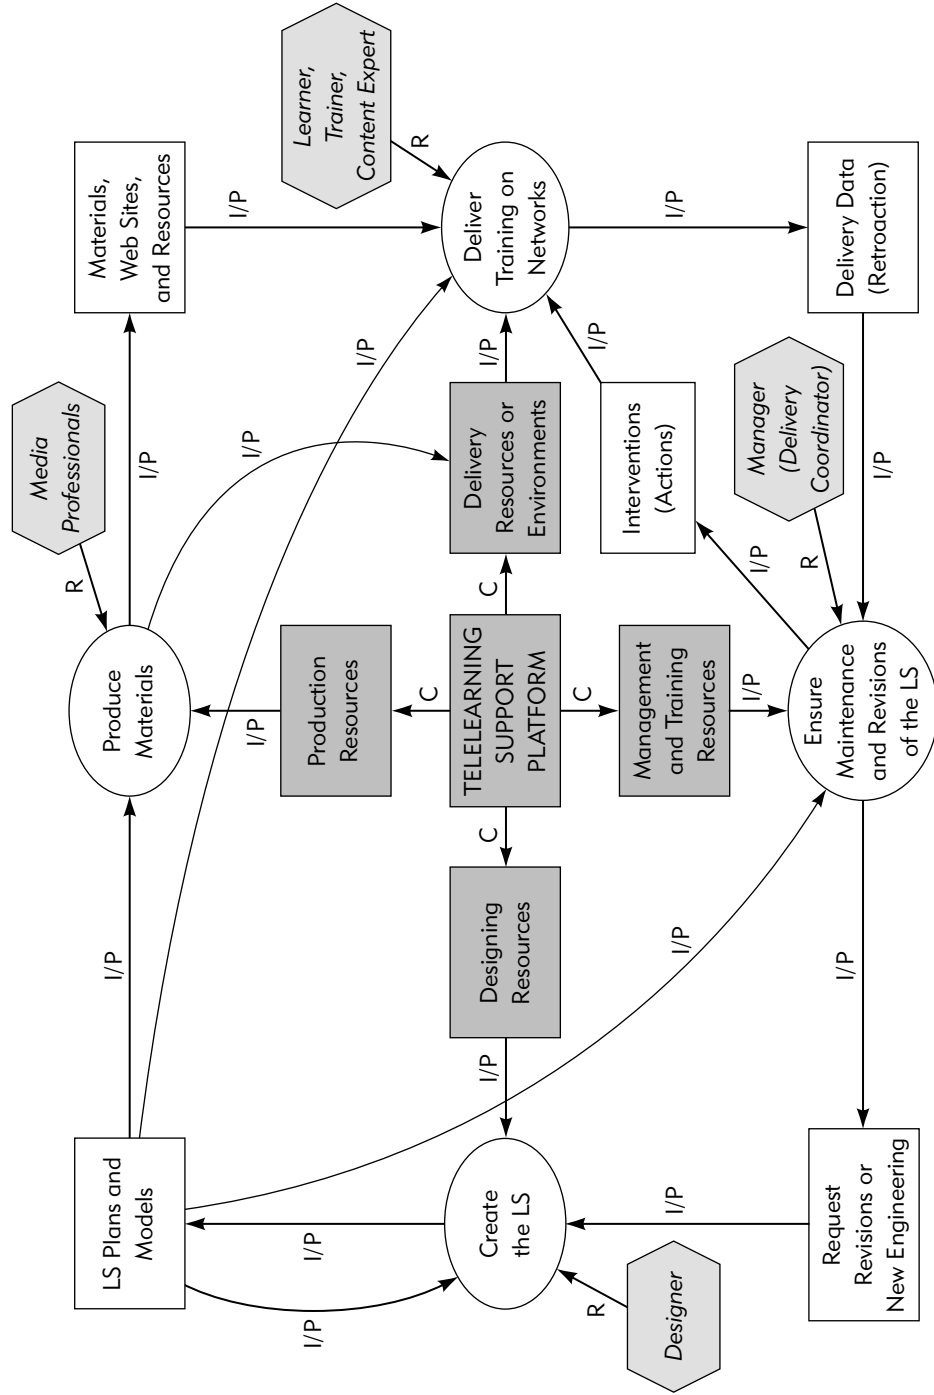 LS Plans and
Models
I/P
Produce
Materials
R
Media
Professionals
I/P
Materials,
Web Sites,
and Resources
I/P
I/P
I/P
I/P
I/P
I/P
Production
Resources
C
I/P
Learner,
Trainer,
Content Expert
R
Create
the LS
I/P
Designing
Resources
C
TELELEARNING
SUPPORT
PLATFORM
C
Delivery
Resources or
Environments
I/P
Deliver
Training on
Networks
R
Designer
I/P
I/P
C
Management
and Training
Resources
I/P
Interventions
(Actions)
I/P
I/P
I/P
Manager
(Delivery
Coordinator)
R
Request
Revisions or
New Engineering
I/P
Ensure
Maintenance
and Revisions
of the LS
I/P
Delivery Data
(Retroaction)